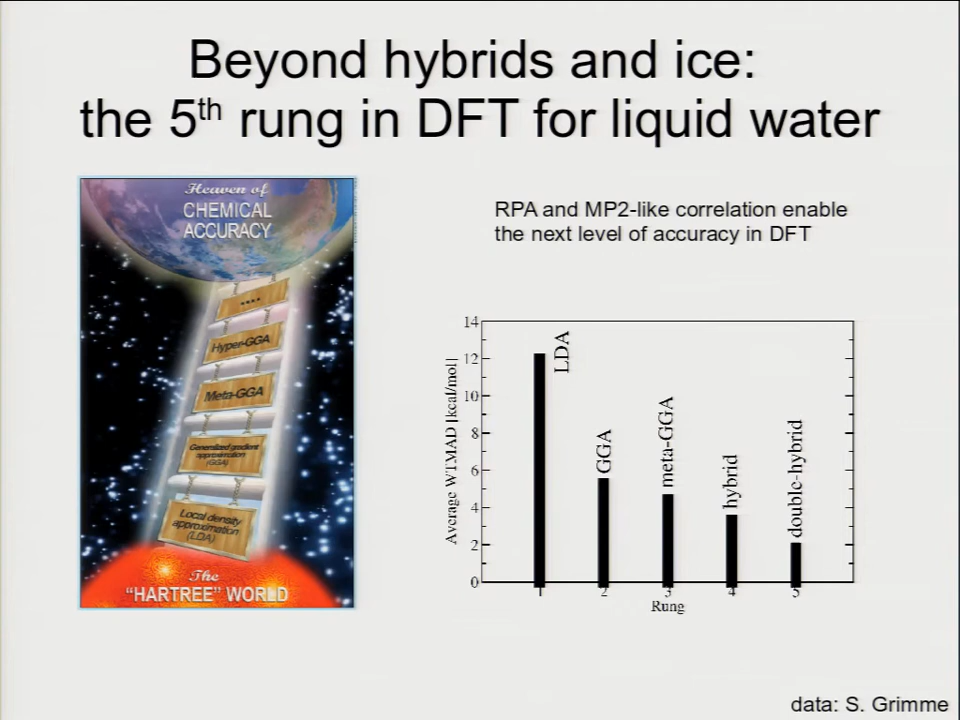 Beyond hybrids and ice:
the 5th rung in DFT for liquid water
Heaven of
CHEMICAL
ACCURACY
....
Hyper-GGA
Meta-GGA
Generalized gradient
approximation
(GGA)
Local density
approximation
(LDA)
The
"HARTREE" WORLD
RPA and MP2-like correlation enable
the next level of accuracy in DFT
Average WTMAD [kcal/mol]
14
12
10
8
6
4
2
0
LDA
GGA
meta-GGA
hybrid
double-hybrid
1 2 3 4 5
Rung
data: S. Grimme